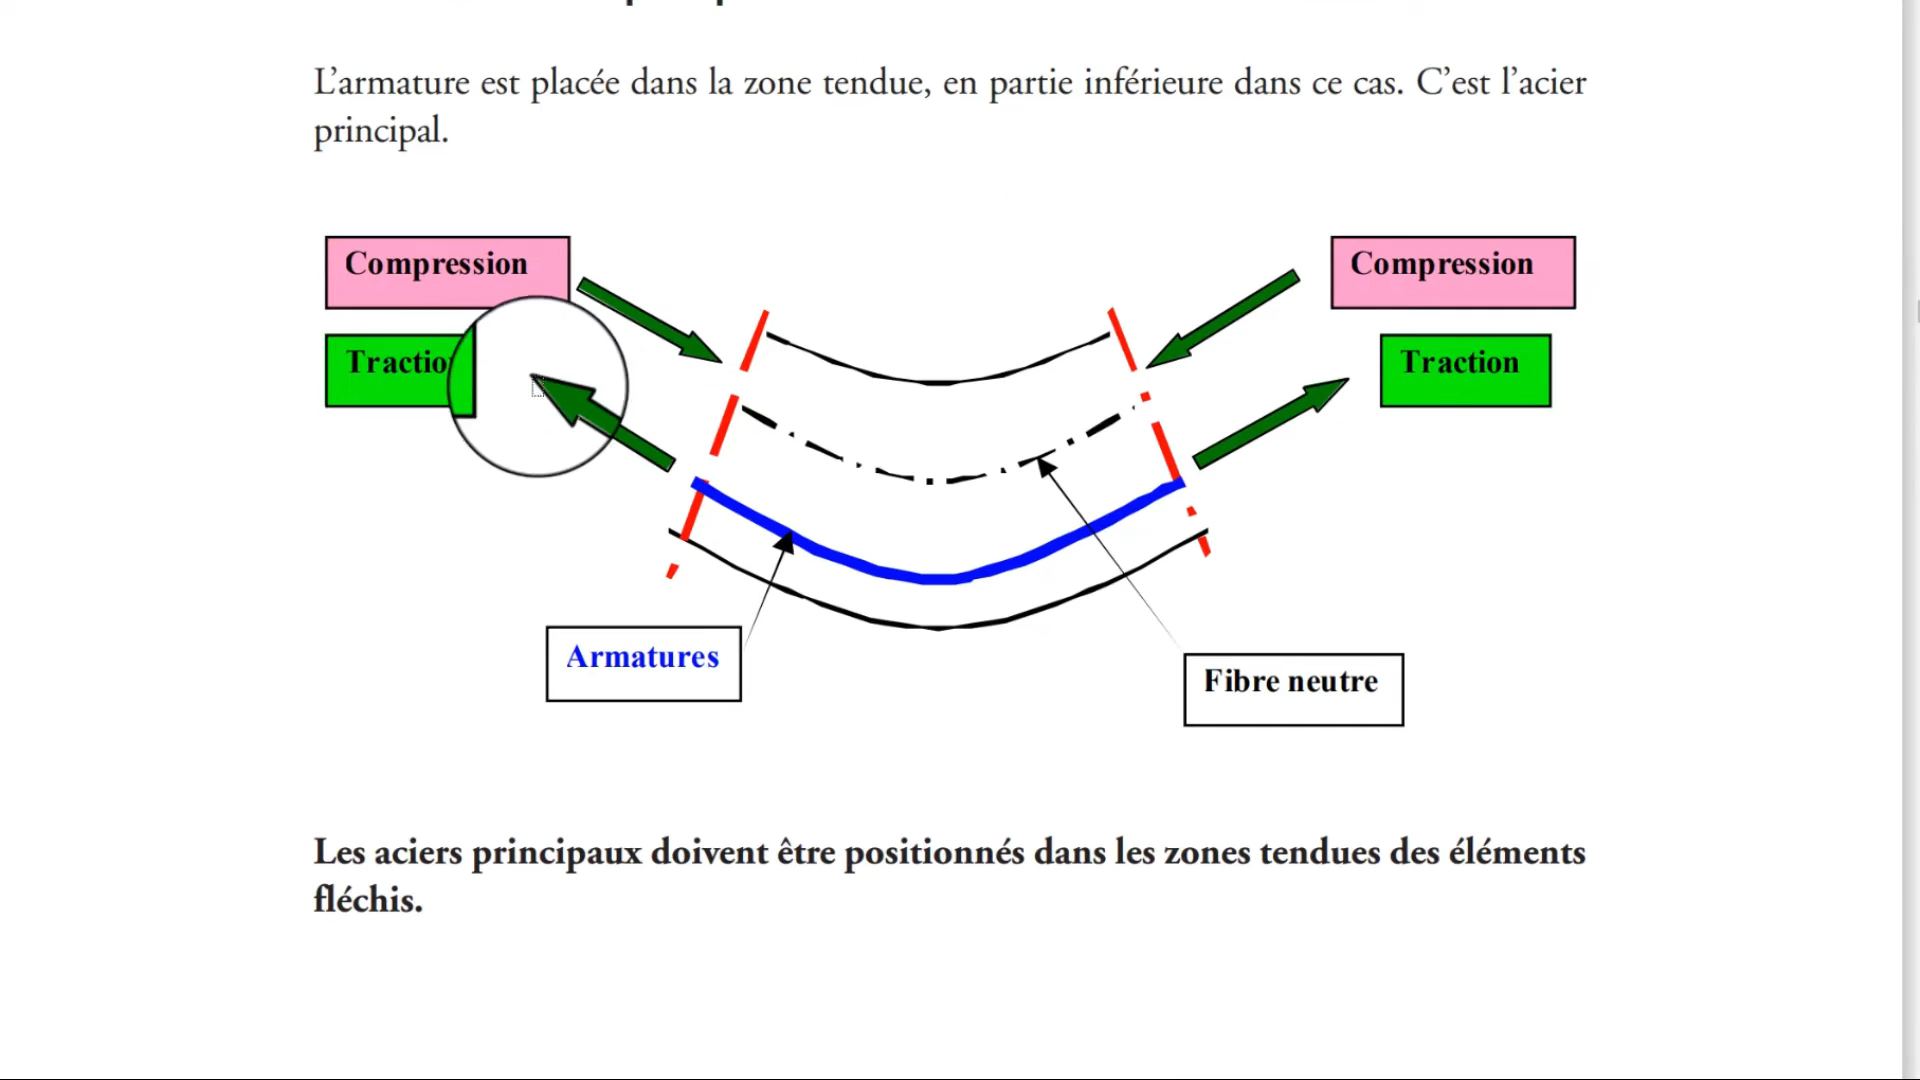 L’armature est placée dans la zone tendue, en partie inférieure dans ce cas. C’est l’acier
principal.
Compression
Compression
Traction
Traction
Armatures
Fibre neutre
Les aciers principaux doivent être positionnés dans les zones tendues des éléments
fléchis.